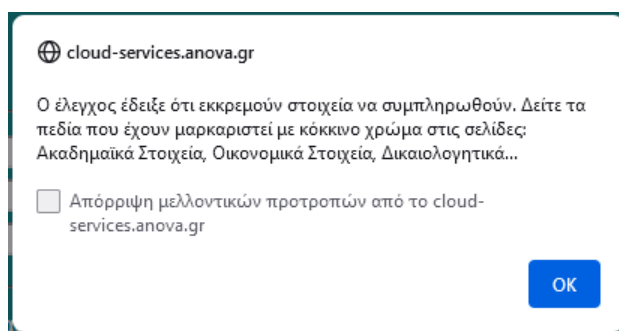 cloud-services.anova.gr
Ο έλεγχος έδειξε ότι εκκρεμούν στοιχεία να συμπληρωθούν. Δείτε τα
πεδία που έχουν μαρκαριστεί με κόκκινο χρώμα στις σελίδες:
Ακαδημαϊκά Στοιχεία, Οικονομικά Στοιχεία, Δικαιολογητικά...
Απόρριψη μελλοντικών προτροπών από το cloud-
services.anova.gr
OK